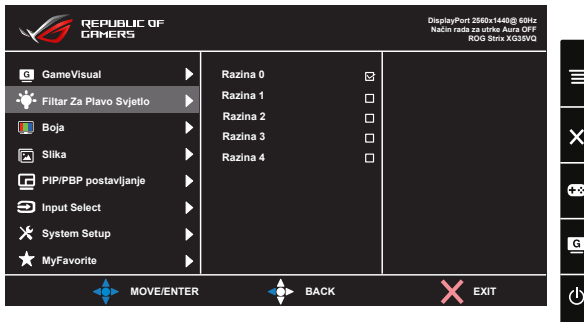 REPUBLIC OF
GAMERS
DisplayPort 2560x1440@ 60Hz
Način rada za utrke Aura OFF
ROG Strix XG35VQ
G GameVisual
Filtar Za Plavo Svjetlo
Boja
Slika
PIP/PBP postavljanje
Input Select
System Setup
MyFavorite
Razina 0
Razina 1
Razina 2
Razina 3
Razina 4
MOVE/ENTER
BACK
EXIT
G